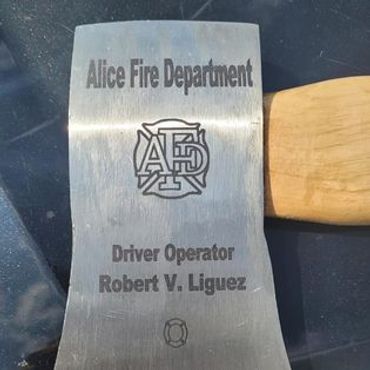 Alice Fire Department
AFD
Driver Operator
Robert V. Liguez